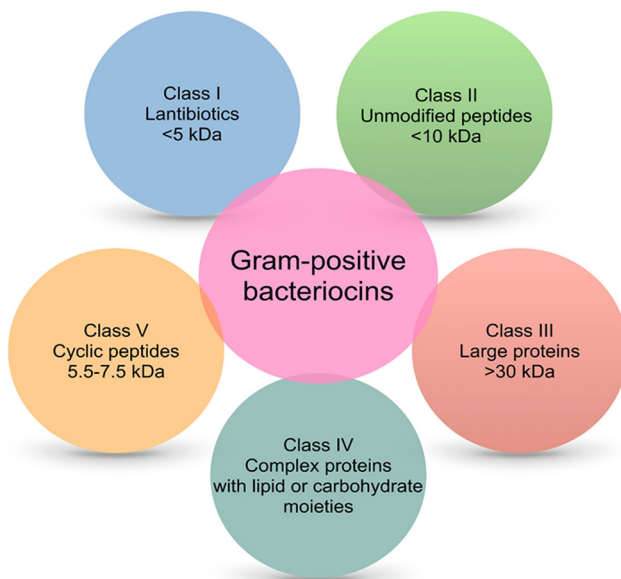 Class I
Lantibiotics
<5 kDa
Class II
Unmodified peptides
<10 kDa
Gram-positive
bacteriocins
Class V
Cyclic peptides
5.5-7.5 kDa
Class III
Large proteins
>30 kDa
Class IV
Complex proteins
with lipid or carbohydrate
moieties